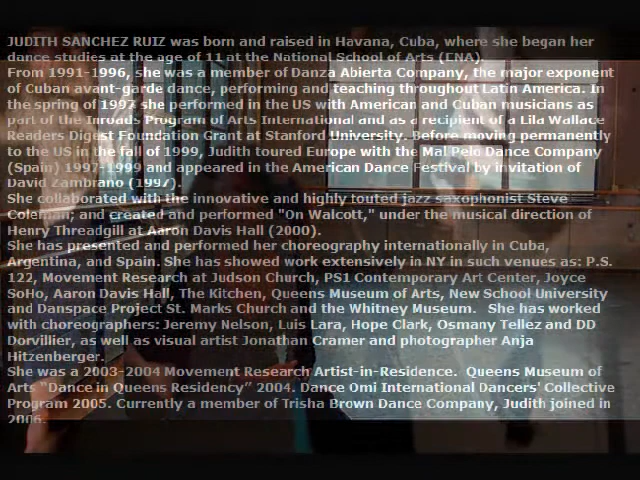 JUDITH SANCHEZ RUIZ was born and raised in Havana, Cuba, where she began her
dance studies at the age of 11 at the National School of Arts (ENA).
From 1991-1996, she was a member of Danza Abierta Company, the major exponent
of Cuban avant-garde dance, performing and teaching throughout Latin America. In
the spring of 1997 she performed in the US with American and Cuban musicians as
part of the Inroads Program of Arts International and as a recipient of a Lila Wallace
Readers Digest Foundation Grant at Stanford University. Before moving permanently
to the US in the fall of 1999, Judith toured Europe with the Mal Pelo Dance Company
(Spain) 1997-1999 and appeared in the American Dance Festival by invitation of
David Zambrano (1997).
She collaborated with the innovative and highly touted jazz saxophonist Steve
Coleman; and created and performed "On Walcott," under the musical direction of
Henry Threadgill at Aaron Davis Hall (2000).
She has presented and performed her choreography internationally in Cuba,
Argentina, and Spain. She has showed work extensively in NY in such venues as: P.S.
122, Movement Research at Judson Church, PS1 Contemporary Art Center, Joyce
SoHo, Aaron Davis Hall, The Kitchen, Queens Museum of Arts, New School University
and Danspace Project St. Marks Church and the Whitney Museum. She has worked
with choreographers: Jeremy Nelson, Luis Lara, Hope Clark, Osmany Tellez and DD
Dorvillier, as well as visual artist Jonathan Cramer and photographer Anja
Hitzenberger.
She was a 2003-2004 Movement Research Artist-in-Residence. Queens Museum of
Arts “Dance in Queens Residency” 2004. Dance Omi International Dancers' Collective
Program 2005. Currently a member of Trisha Brown Dance Company, Judith joined in
2006.